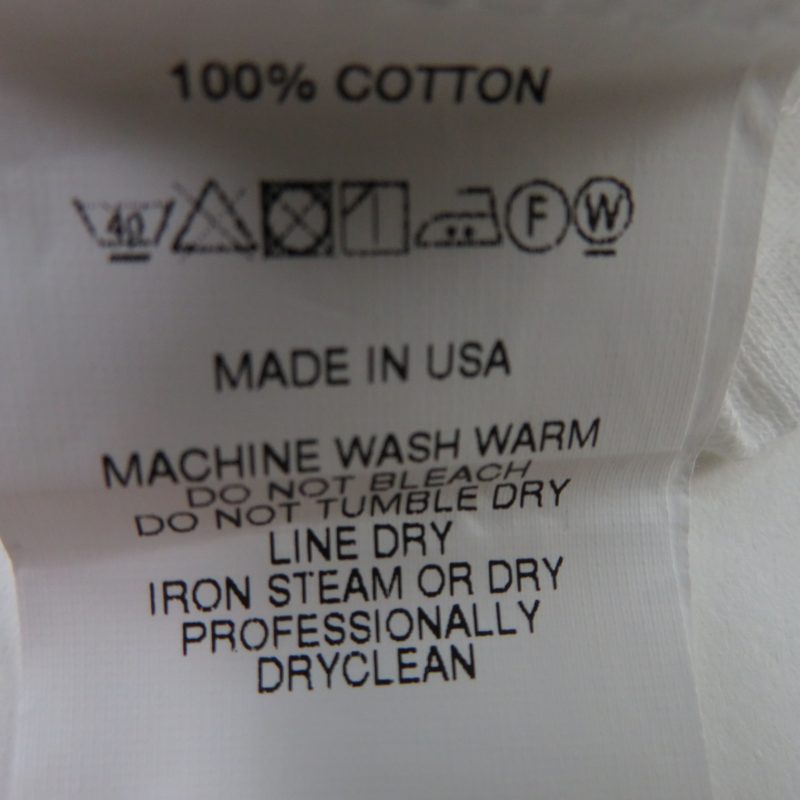 100% COTTON
40 F W
MADE IN USA
MACHINE WASH WARM
DO NOT BLEACH
DO NOT TUMBLE DRY
LINE DRY
IRON STEAM OR DRY
PROFESSIONALLY
DRYCLEAN